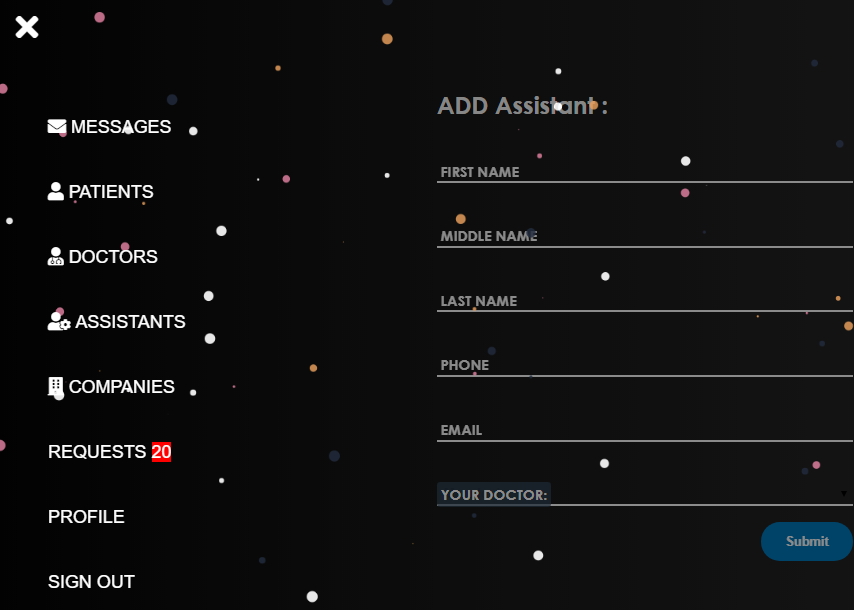 MESSAGES
PATIENTS
DOCTORS
ASSISTANTS
COMPANIES
REQUESTS 20
PROFILE
SIGN OUT
ADD Assistant :
FIRST NAME
MIDDLE NAME
LAST NAME
PHONE
EMAIL
YOUR DOCTOR:
Submit